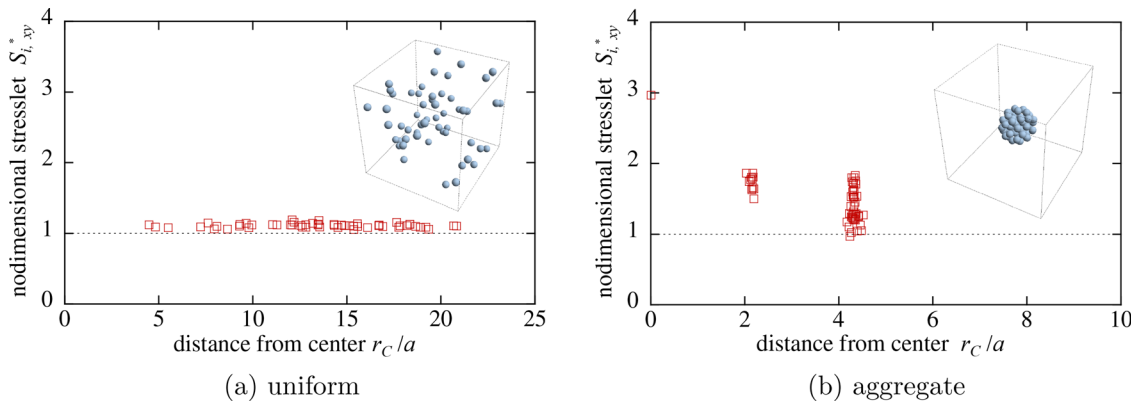 4
3
2
1
0
nodimensional stresslet S*i, xy
0 5 10 15 20 25
distance from center rC/a
(a) uniform
4
3
2
1
0
nodimensional stresslet S*i, xy
0 2 4 6 8 10
distance from center rC/a
(b) aggregate